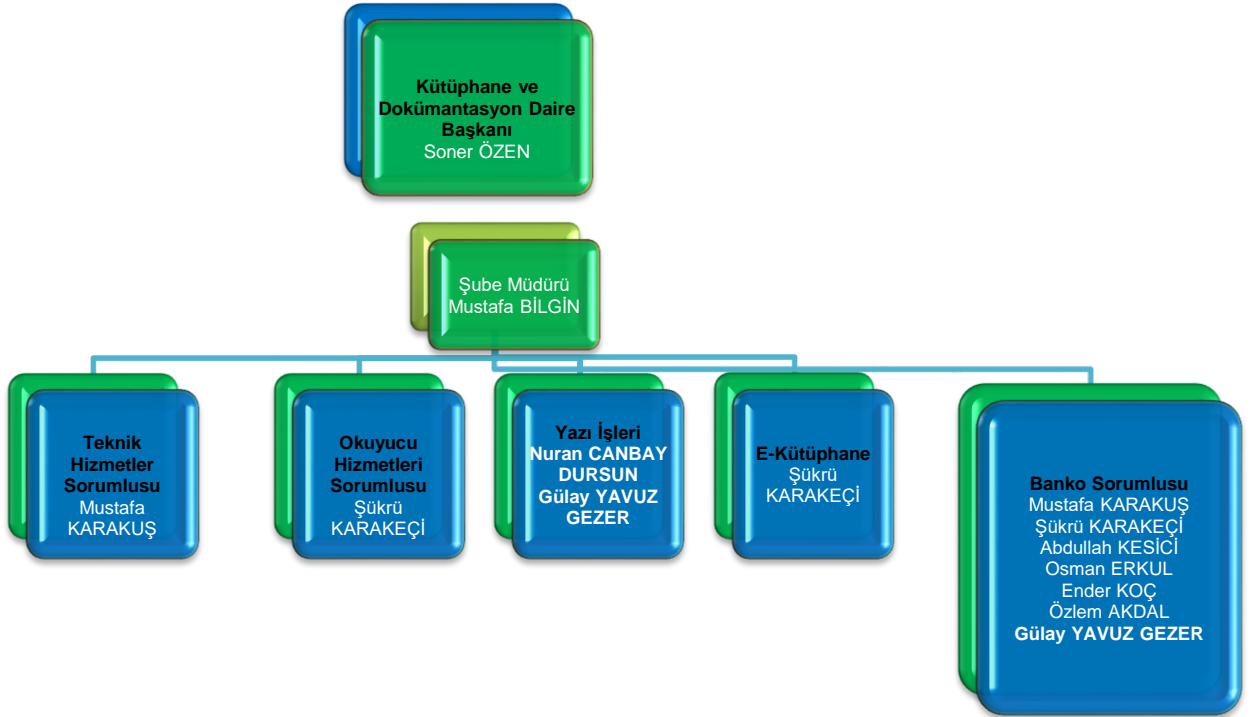 Kütüphane ve
Dokümantasyon Daire
Başkanı
Soner ÖZEN
Şube Müdürü
Mustafa BİLGİN
Teknik
Hizmetler
Sorumlusu
Mustafa
KARAKUŞ
Okuyucu
Hizmetleri
Sorumlusu
Şükrü
KARAKEÇİ
Yazı İşleri
Nuran CANBAY
DURSUN
Gülay YAVUZ
GEZER
E-Kütüphane
Şükrü
KARAKEÇİ
Banko Sorumlusu
Mustafa KARAKUŞ
Şükrü KARAKEÇİ
Abdullah KESİCİ
Osman ERKUL
Ender KOÇ
Özlem AKDAL
Gülay YAVUZ GEZER